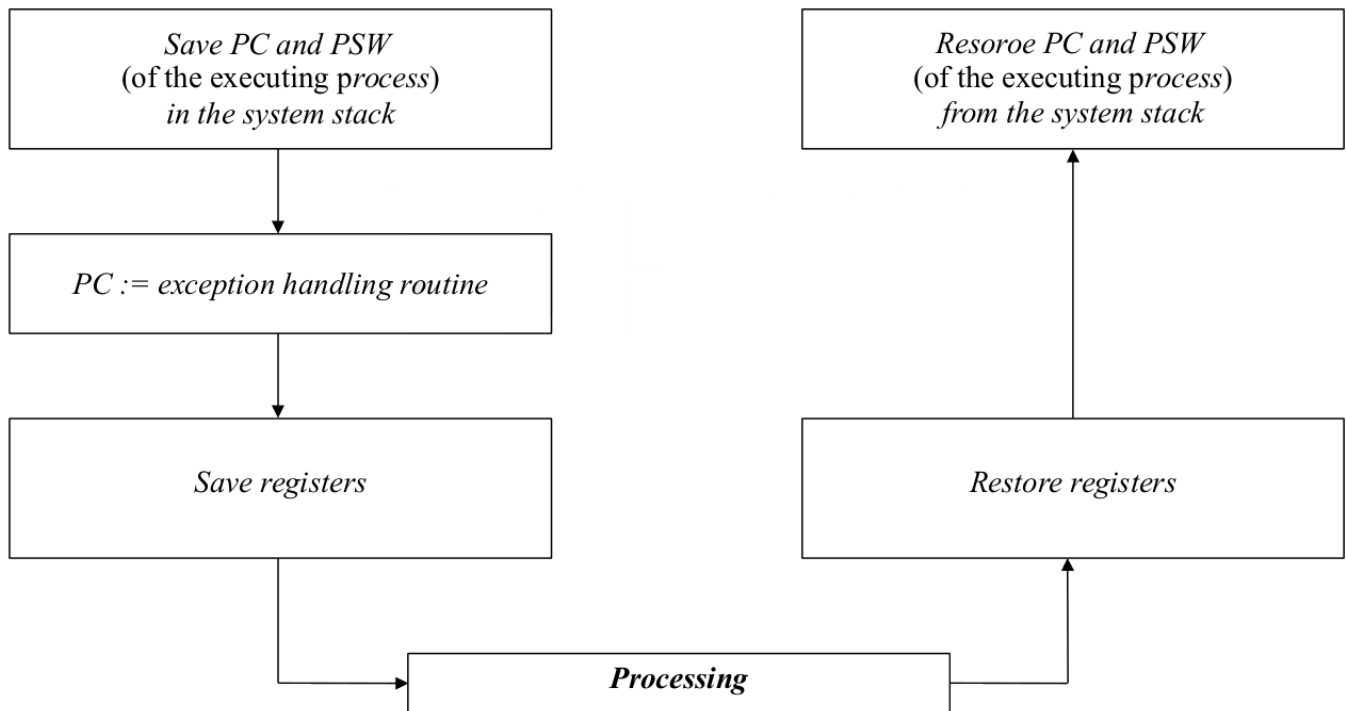 Save PC and PSW
(of the executing process)
in the system stack
PC := exception handling routine
Save registers
Processing
Restore registers
Resoroe PC and PSW
(of the executing process)
from the system stack